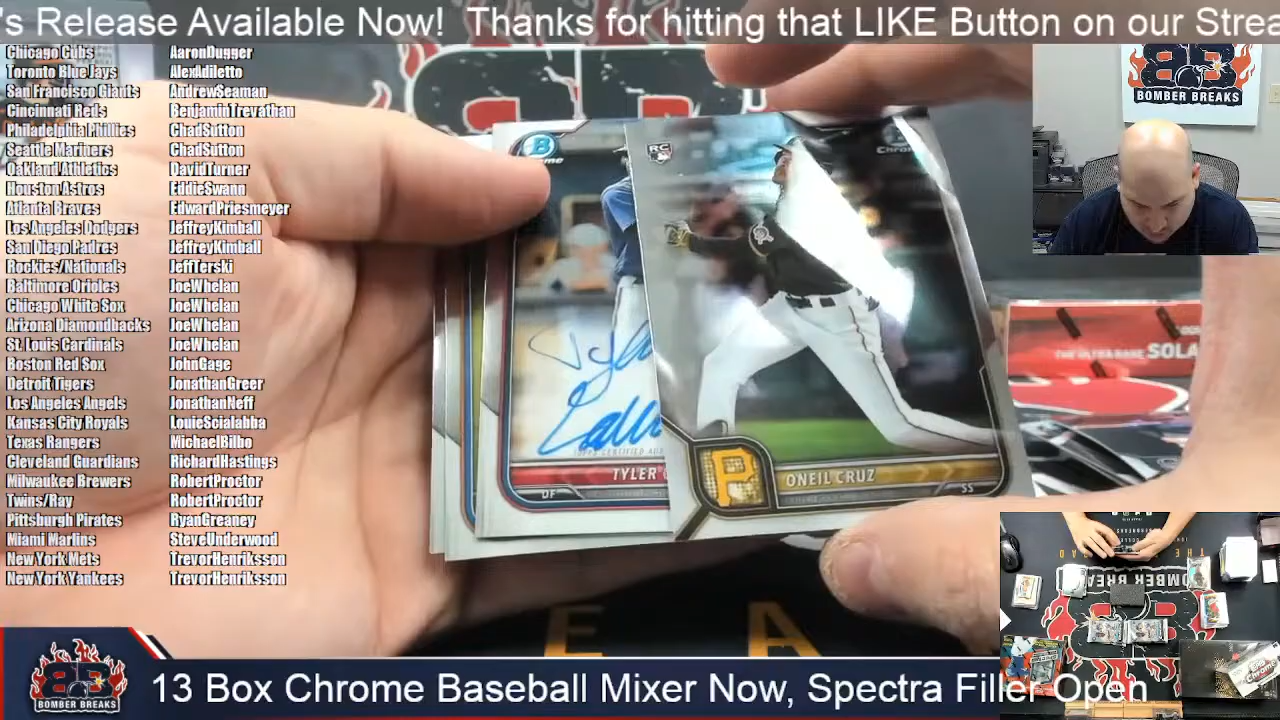 's Release Available Now!  Thanks for hitting that LIKE Button on our Strea
Chicago Cubs AaronDugger
Toronto Blue Jays AlexAdiletto
San Francisco Giants AndrewSeaman
Cincinnati Reds BenjaminTrevathan
Philadelphia Phillies ChadSutton
Seattle Mariners ChadSutton
Oakland Athletics DavidTurner
Houston Astros EddieSwann
Atlanta Braves EdwardPriesmeyer
Los Angeles Dodgers JeffreyKimball
San Diego Padres JeffreyKimball
Rockies/Nationals JeffTerski
Baltimore Orioles JoeWhelan
Chicago White Sox JoeWhelan
Arizona Diamondbacks JoeWhelan
St. Louis Cardinals JoeWhelan
Boston Red Sox JohnGage
Detroit Tigers JonathanGreer
Los Angeles Angels JonathanNeff
Kansas City Royals LouieScialabba
Texas Rangers MichaelBilbo
Cleveland Guardians RichardHastings
Milwaukee Brewers RobertProctor
Twins/Ray RobertProctor
Pittsburgh Pirates RyanGreaney
Miami Marlins SteveUnderwood
New York Mets TrevorHenriksson
New York Yankees TrevorHenriksson
BOMBER BREAKS
B
RC
TYLER
OF
P
ONEIL CRUZ
SS
THE ULTRA RARE SOLA
E A
BOMBER BREA
BOMBER BREAKS
13 Box Chrome Baseball Mixer Now, Spectra Filler Open